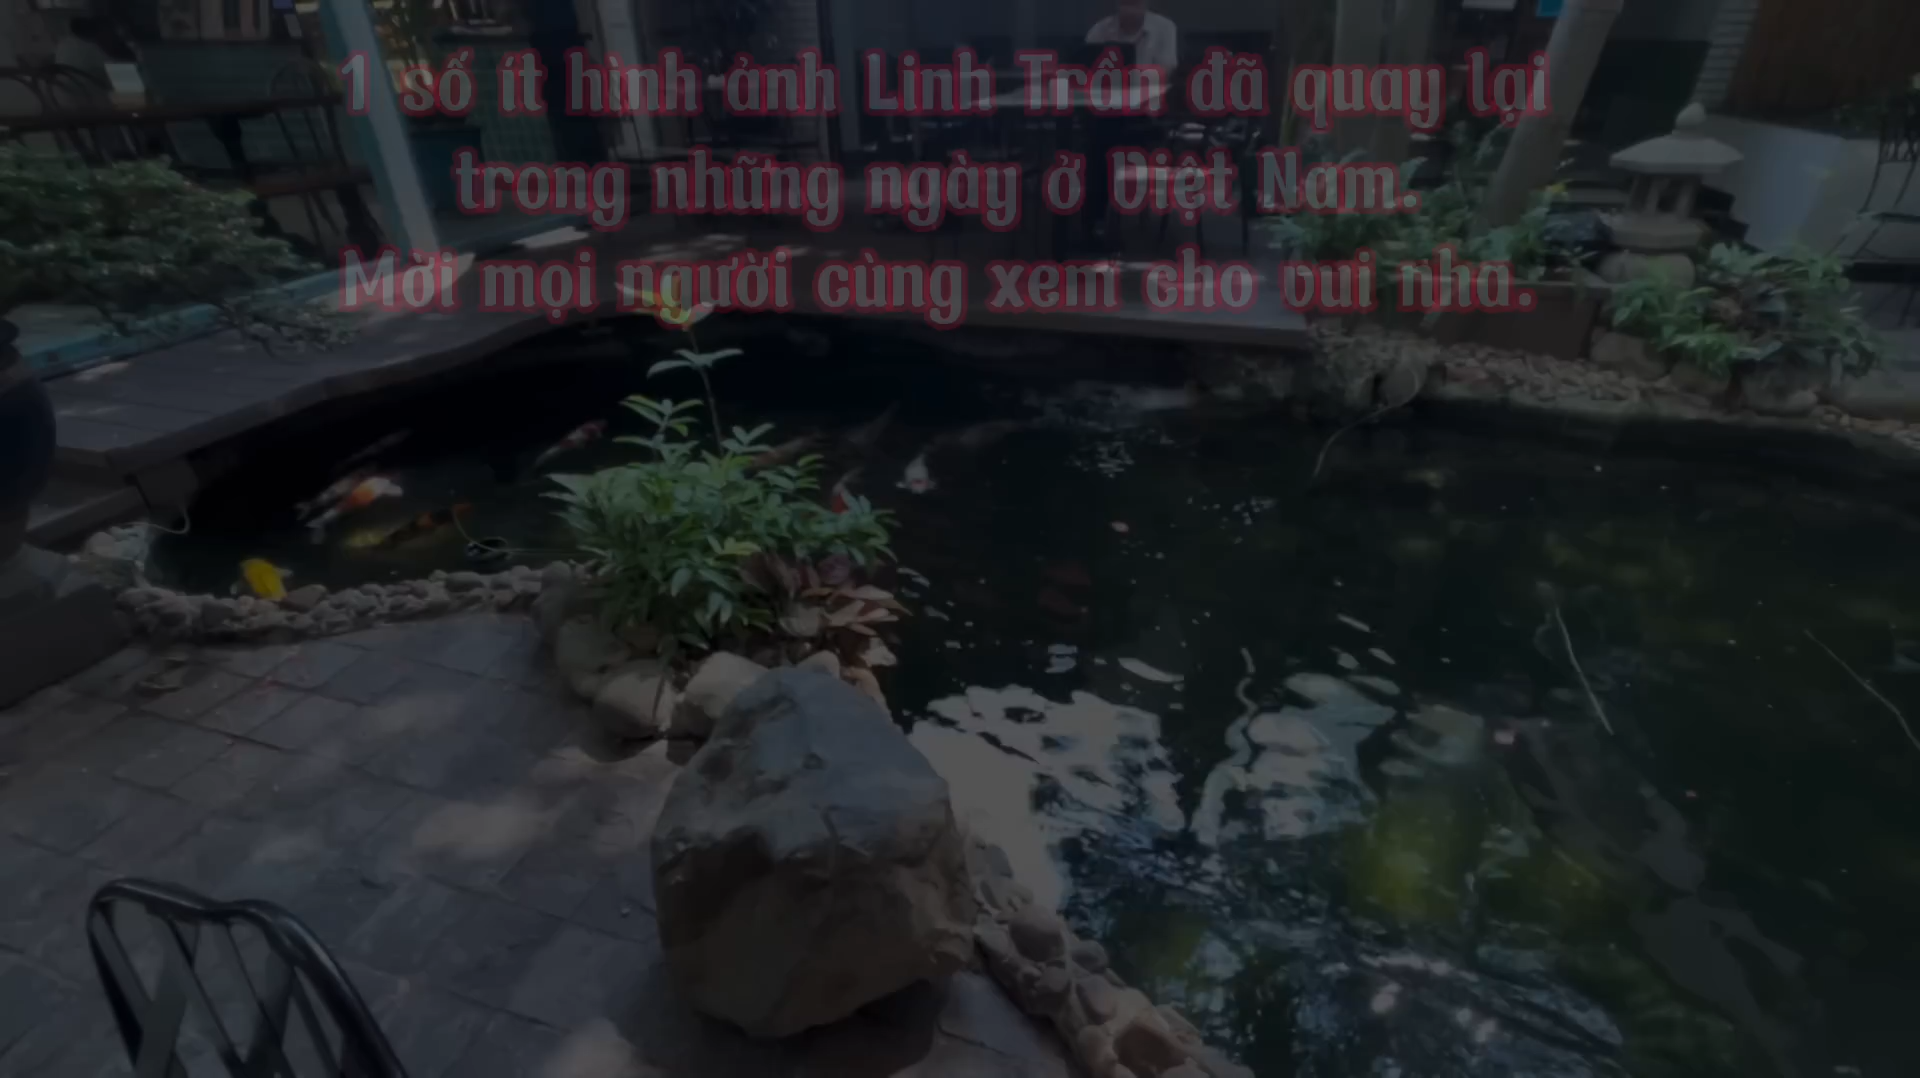 1 số ít hình ảnh Linh Trần đã quay lại
trong những ngày ở Việt Nam.
Mời mọi người cùng xem cho vui nha.